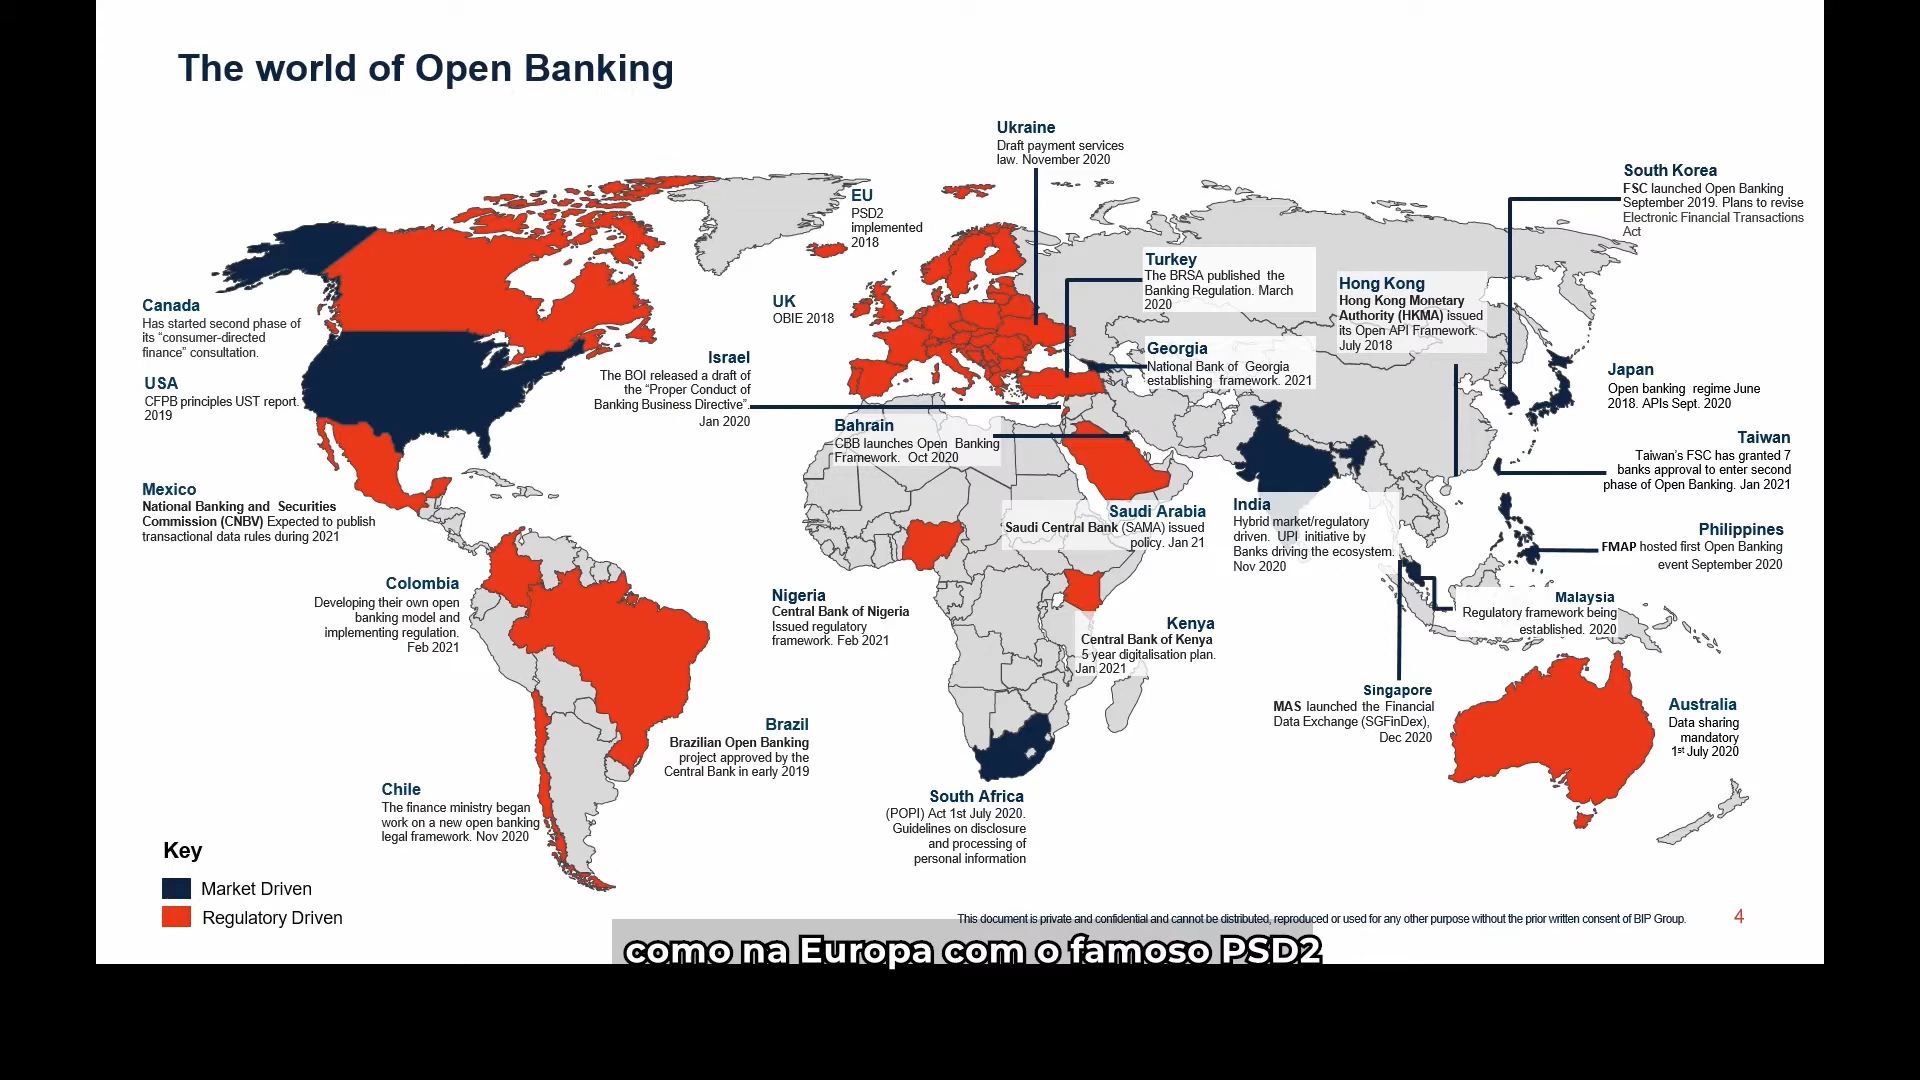 The world of Open Banking
Ukraine
Draft payment services
law. November 2020
South Korea
FSC launched Open Banking
September 2019. Plans to revise
Electronic Financial Transactions
Act
EU
PSD2
implemented
2018
Turkey
The BRSA published the
Banking Regulation. March
2020
Hong Kong
Hong Kong Monetary
Authority (HKMA) issued
its Open API Framework.
July 2018
UK
OBIE 2018
Canada
Has started second phase of
its “consumer-directed
finance” consultation.
Georgia
National Bank of Georgia
establishing framework. 2021
Israel
The BOI released a draft of
the “Proper Conduct of
Banking Business Directive”.
Jan 2020
Japan
Open banking regime June
2018. APIs Sept. 2020
USA
CFPB principles UST report.
2019
Bahrain
CBB launches Open Banking
Framework. Oct 2020
Taiwan
Taiwan’s FSC has granted 7
banks approval to enter second
phase of Open Banking. Jan 2021
Mexico
National Banking and Securities
Commission (CNBV) Expected to publish
transactional data rules during 2021
Saudi Arabia
Saudi Central Bank (SAMA) issued
policy. Jan 21
India
Hybrid market/regulatory
driven. UPI initiative by
Banks driving the ecosystem.
Nov 2020
Philippines
FMAP hosted first Open Banking
event September 2020
Colombia
Developing their own open
banking model and
implementing regulation.
Feb 2021
Nigeria
Central Bank of Nigeria
Issued regulatory
framework. Feb 2021
Kenya
Central Bank of Kenya
5 year digitalisation plan.
Jan 2021
Malaysia
Regulatory framework being
established. 2020
Singapore
MAS launched the Financial
Data Exchange (SGFinDex),
Dec 2020
Australia
Data sharing
mandatory
1st July 2020
Brazil
Brazilian Open Banking
project approved by the
Central Bank in early 2019
Chile
The finance ministry began
work on a new open banking
legal framework. Nov 2020
South Africa
(POPI) Act 1st July 2020.
Guidelines on disclosure
and processing of
personal information
Key
Market Driven
Regulatory Driven
This document is private and confidential and cannot be distributed, reproduced or used for any other purpose without the prior written consent of BIP Group.
4
como na Europa com o famoso PSD2